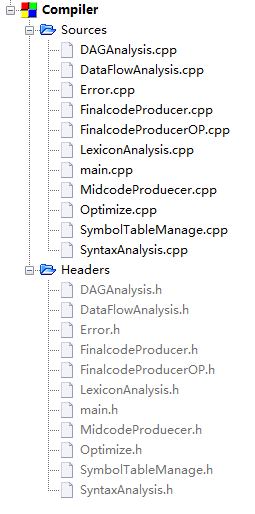 Compiler
Sources
DAGAnalysis.cpp
DataFlowAnalysis.cpp
Error.cpp
FinalcodeProducer.cpp
FinalcodeProducerOP.cpp
LexiconAnalysis.cpp
main.cpp
MidcodeProduecer.cpp
Optimize.cpp
SymbolTableManage.cpp
SyntaxAnalysis.cpp
Headers
DAGAnalysis.h
DataFlowAnalysis.h
Error.h
FinalcodeProducer.h
FinalcodeProducerOP.h
LexiconAnalysis.h
main.h
MidcodeProduecer.h
Optimize.h
SymbolTableManage.h
SyntaxAnalysis.h